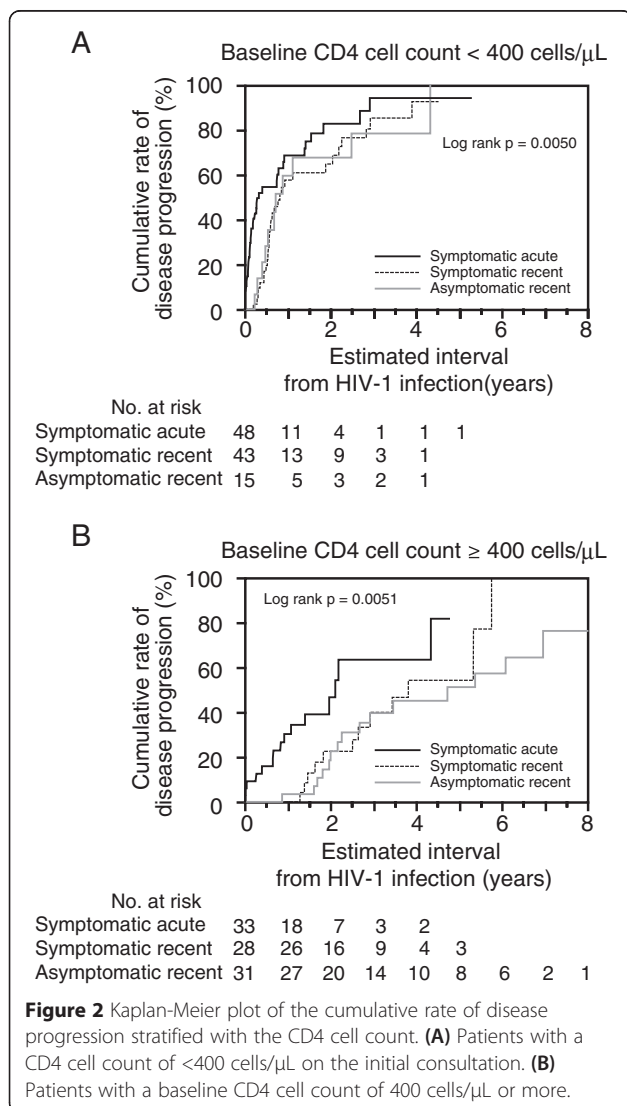 A
Baseline CD4 cell count < 400 cells/μL
Cumulative rate of
disease progression (%)
100
80
60
40
20
0
Log rank p = 0.0050
Symptomatic acute
Symptomatic recent
Asymptomatic recent
0 2 4 6 8
Estimated interval
from HIV-1 infection(years)
No. at risk
Symptomatic acute 48 11 4 1 1 1
Symptomatic recent 43 13 9 3 1
Asymptomatic recent 15 5 3 2 1
B
Baseline CD4 cell count ≥ 400 cells/μL
Cumulative rate of
disease progression (%)
100
80
60
40
20
0
Log rank p = 0.0051
Symptomatic acute
Symptomatic recent
Asymptomatic recent
0 2 4 6 8
Estimated interval
from HIV-1 infection (years)
No. at risk
Symptomatic acute 33 18 7 3 2
Symptomatic recent 28 26 16 9 4 3
Asymptomatic recent 31 27 20 14 10 8 6 2 1
Figure 2 Kaplan-Meier plot of the cumulative rate of disease
progression stratified with the CD4 cell count. (A) Patients with a
CD4 cell count of <400 cells/μL on the initial consultation. (B)
Patients with a baseline CD4 cell count of 400 cells/μL or more.